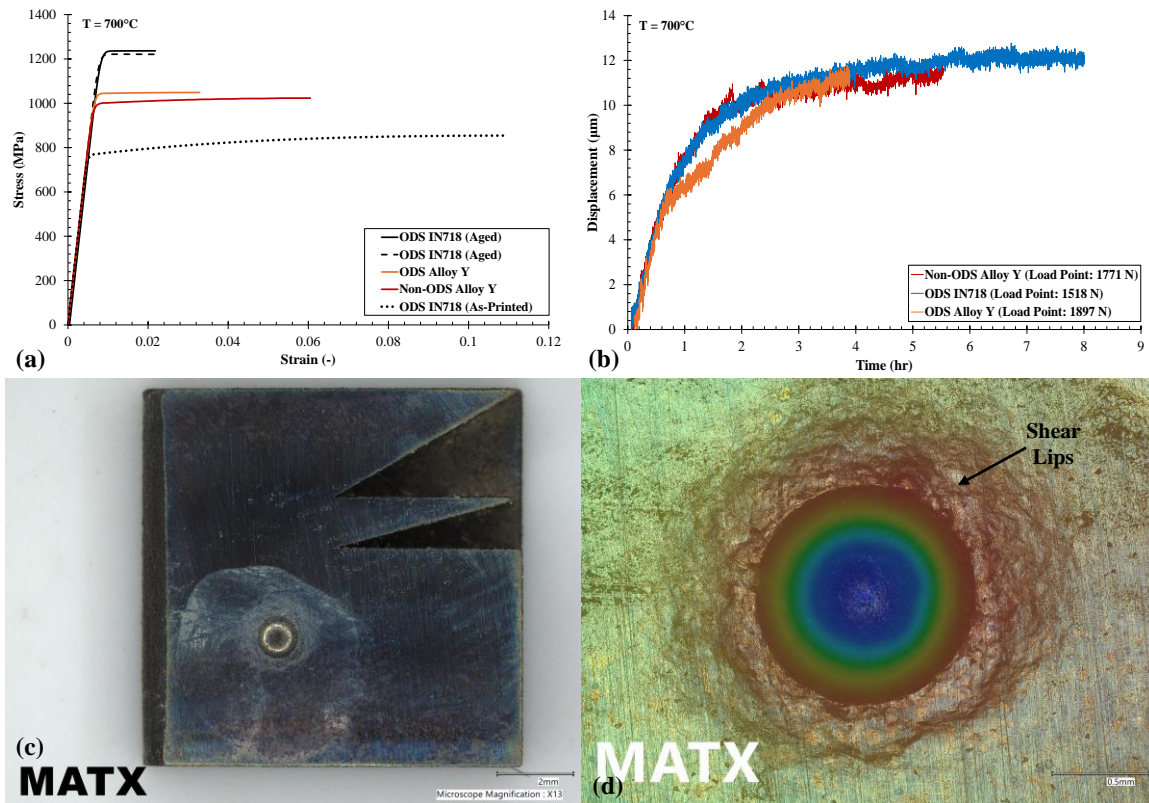 T = 700°C
1400
1200
1000
800
600
400
200
0
Stress (MPa)
0
0.02
0.04
0.06
0.08
0.1
0.12
Strain (-)
ODS IN718 (Aged)
ODS IN718 (Aged)
ODS Alloy Y
Non-ODS Alloy Y
ODS IN718 (As-Printed)
(a)
T = 700°C
14
12
10
8
6
4
2
0
Displacement (µm)
0
1
2
3
4
5
6
7
8
9
Time (hr)
Non-ODS Alloy Y (Load Point: 1771 N)
ODS IN718 (Load Point: 1518 N)
ODS Alloy Y (Load Point: 1897 N)
(b)
(c)
MATX
2mm
Microscope Magnification : X13
Shear
Lips
(d)
MATX
0.5mm